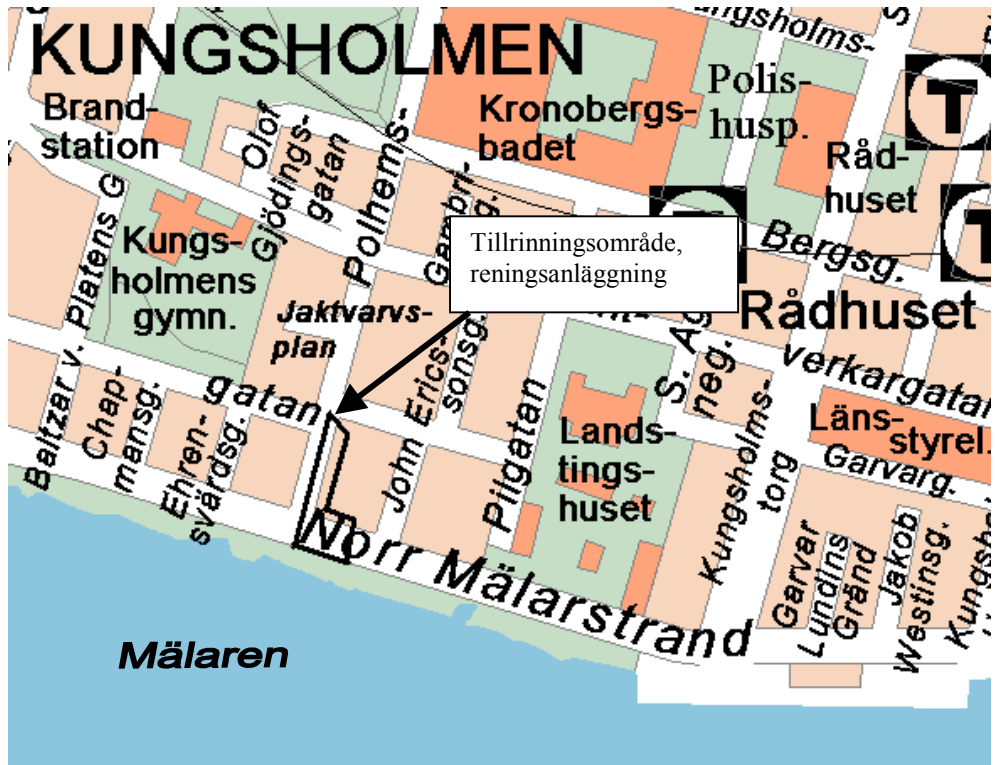 KUNGSHOLMEN
ungsholms-
S
Brand-
station
Olof
Gjödings-
gatan
Polhems-
Kronobergs-
badet
Polis-
husp.
T
Råd-
huset
T
Baltzar v. Platens G
Kungs-
holmens
gymn.
Tillrinningsområde,
reningsanläggning
Bergsg.
Rådhuset
Jaktvarvs-
plan
gatan
verkargatan
S. Ag
neg.
Chap-
mansg.
Ehren-
svärdsg.
John Erics-
sonsg.
Pilgatan
Lands-
tings-
huset
Kungsholms-
torg
Läns-
styrel.
Garvarg.
Norr Mälarstrand
Garvar
Lundins
Gränd
Jakob
Westinsg.
Kungsho
Mälaren